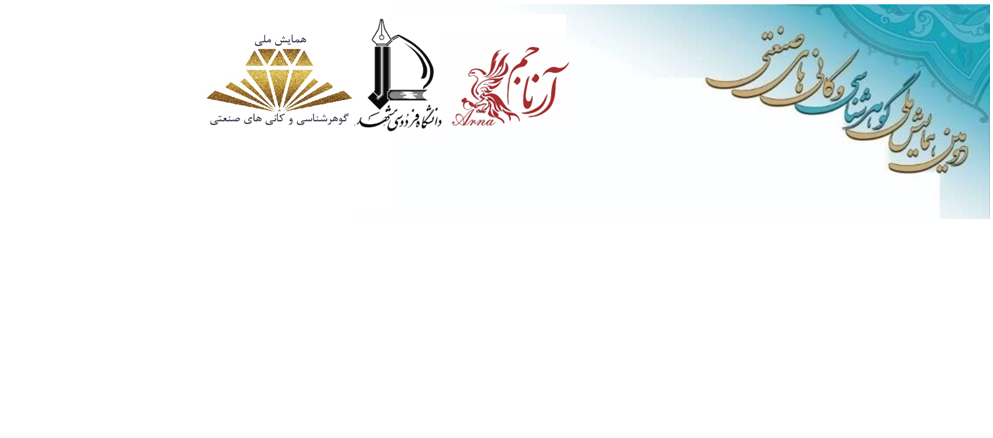 دومین همایش ملی گوهرشناسی و کانی های صنعتی
آرنا جم
Arna
دانشگاه فردوسی مشهد
همایش ملی
گوهرشناسی و کانی های صنعتی